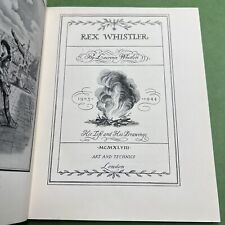 REX WHISTLER
By Laurence Whistler
1905 1944
His Life and His Drawings
MCMXLVIII
ART AND TECHNICS
London